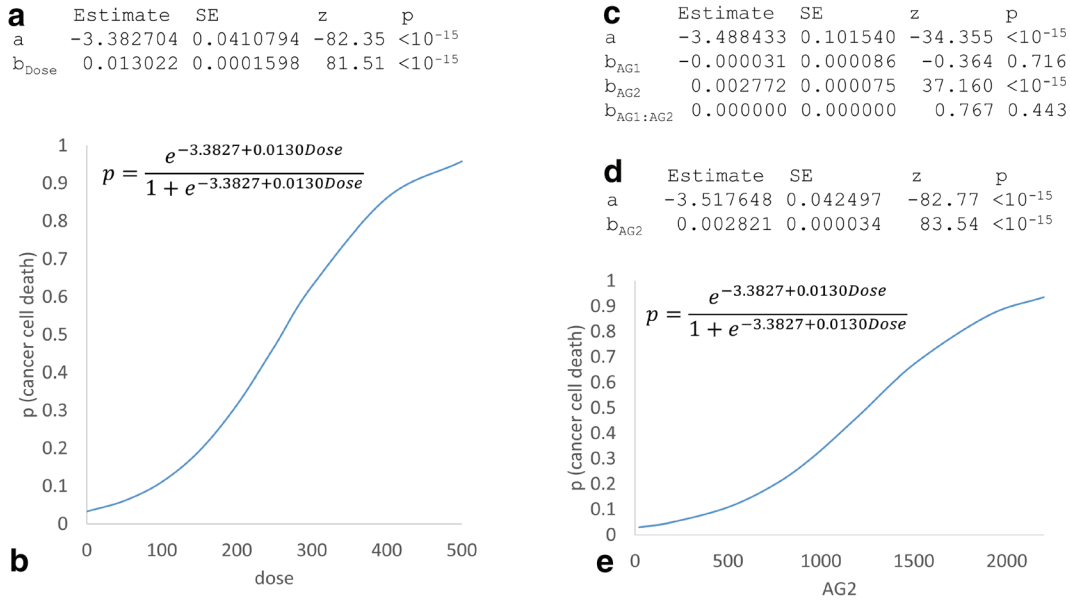 a
Estimate SE z p
a -3.382704 0.0410794 -82.35 <10-15
bDose 0.013022 0.0001598 81.51 <10-15
1
0.9
0.8
0.7
0.6
0.5
0.4
0.3
0.2
0.1
0
p (cancer cell death)
p = e^−3.3827+0.0130Dose / 1 + e^−3.3827+0.0130Dose
0 100 200 300 400 500
dose
b
c
Estimate SE z p
a -3.488433 0.101540 -34.355 <10-15
bAG1 -0.000031 0.000086 -0.364 0.716
bAG2 0.002772 0.000075 37.160 <10-15
bAG1:AG2 0.000000 0.000000 0.767 0.443
d
Estimate SE z p
a -3.517648 0.042497 -82.77 <10-15
bAG2 0.002821 0.000034 83.54 <10-15
1
0.9
0.8
0.7
0.6
0.5
0.4
0.3
0.2
0.1
0
p (cancer cell death)
p = e^−3.3827+0.0130Dose / 1 + e^−3.3827+0.0130Dose
0 500 1000 1500 2000
AG2
e